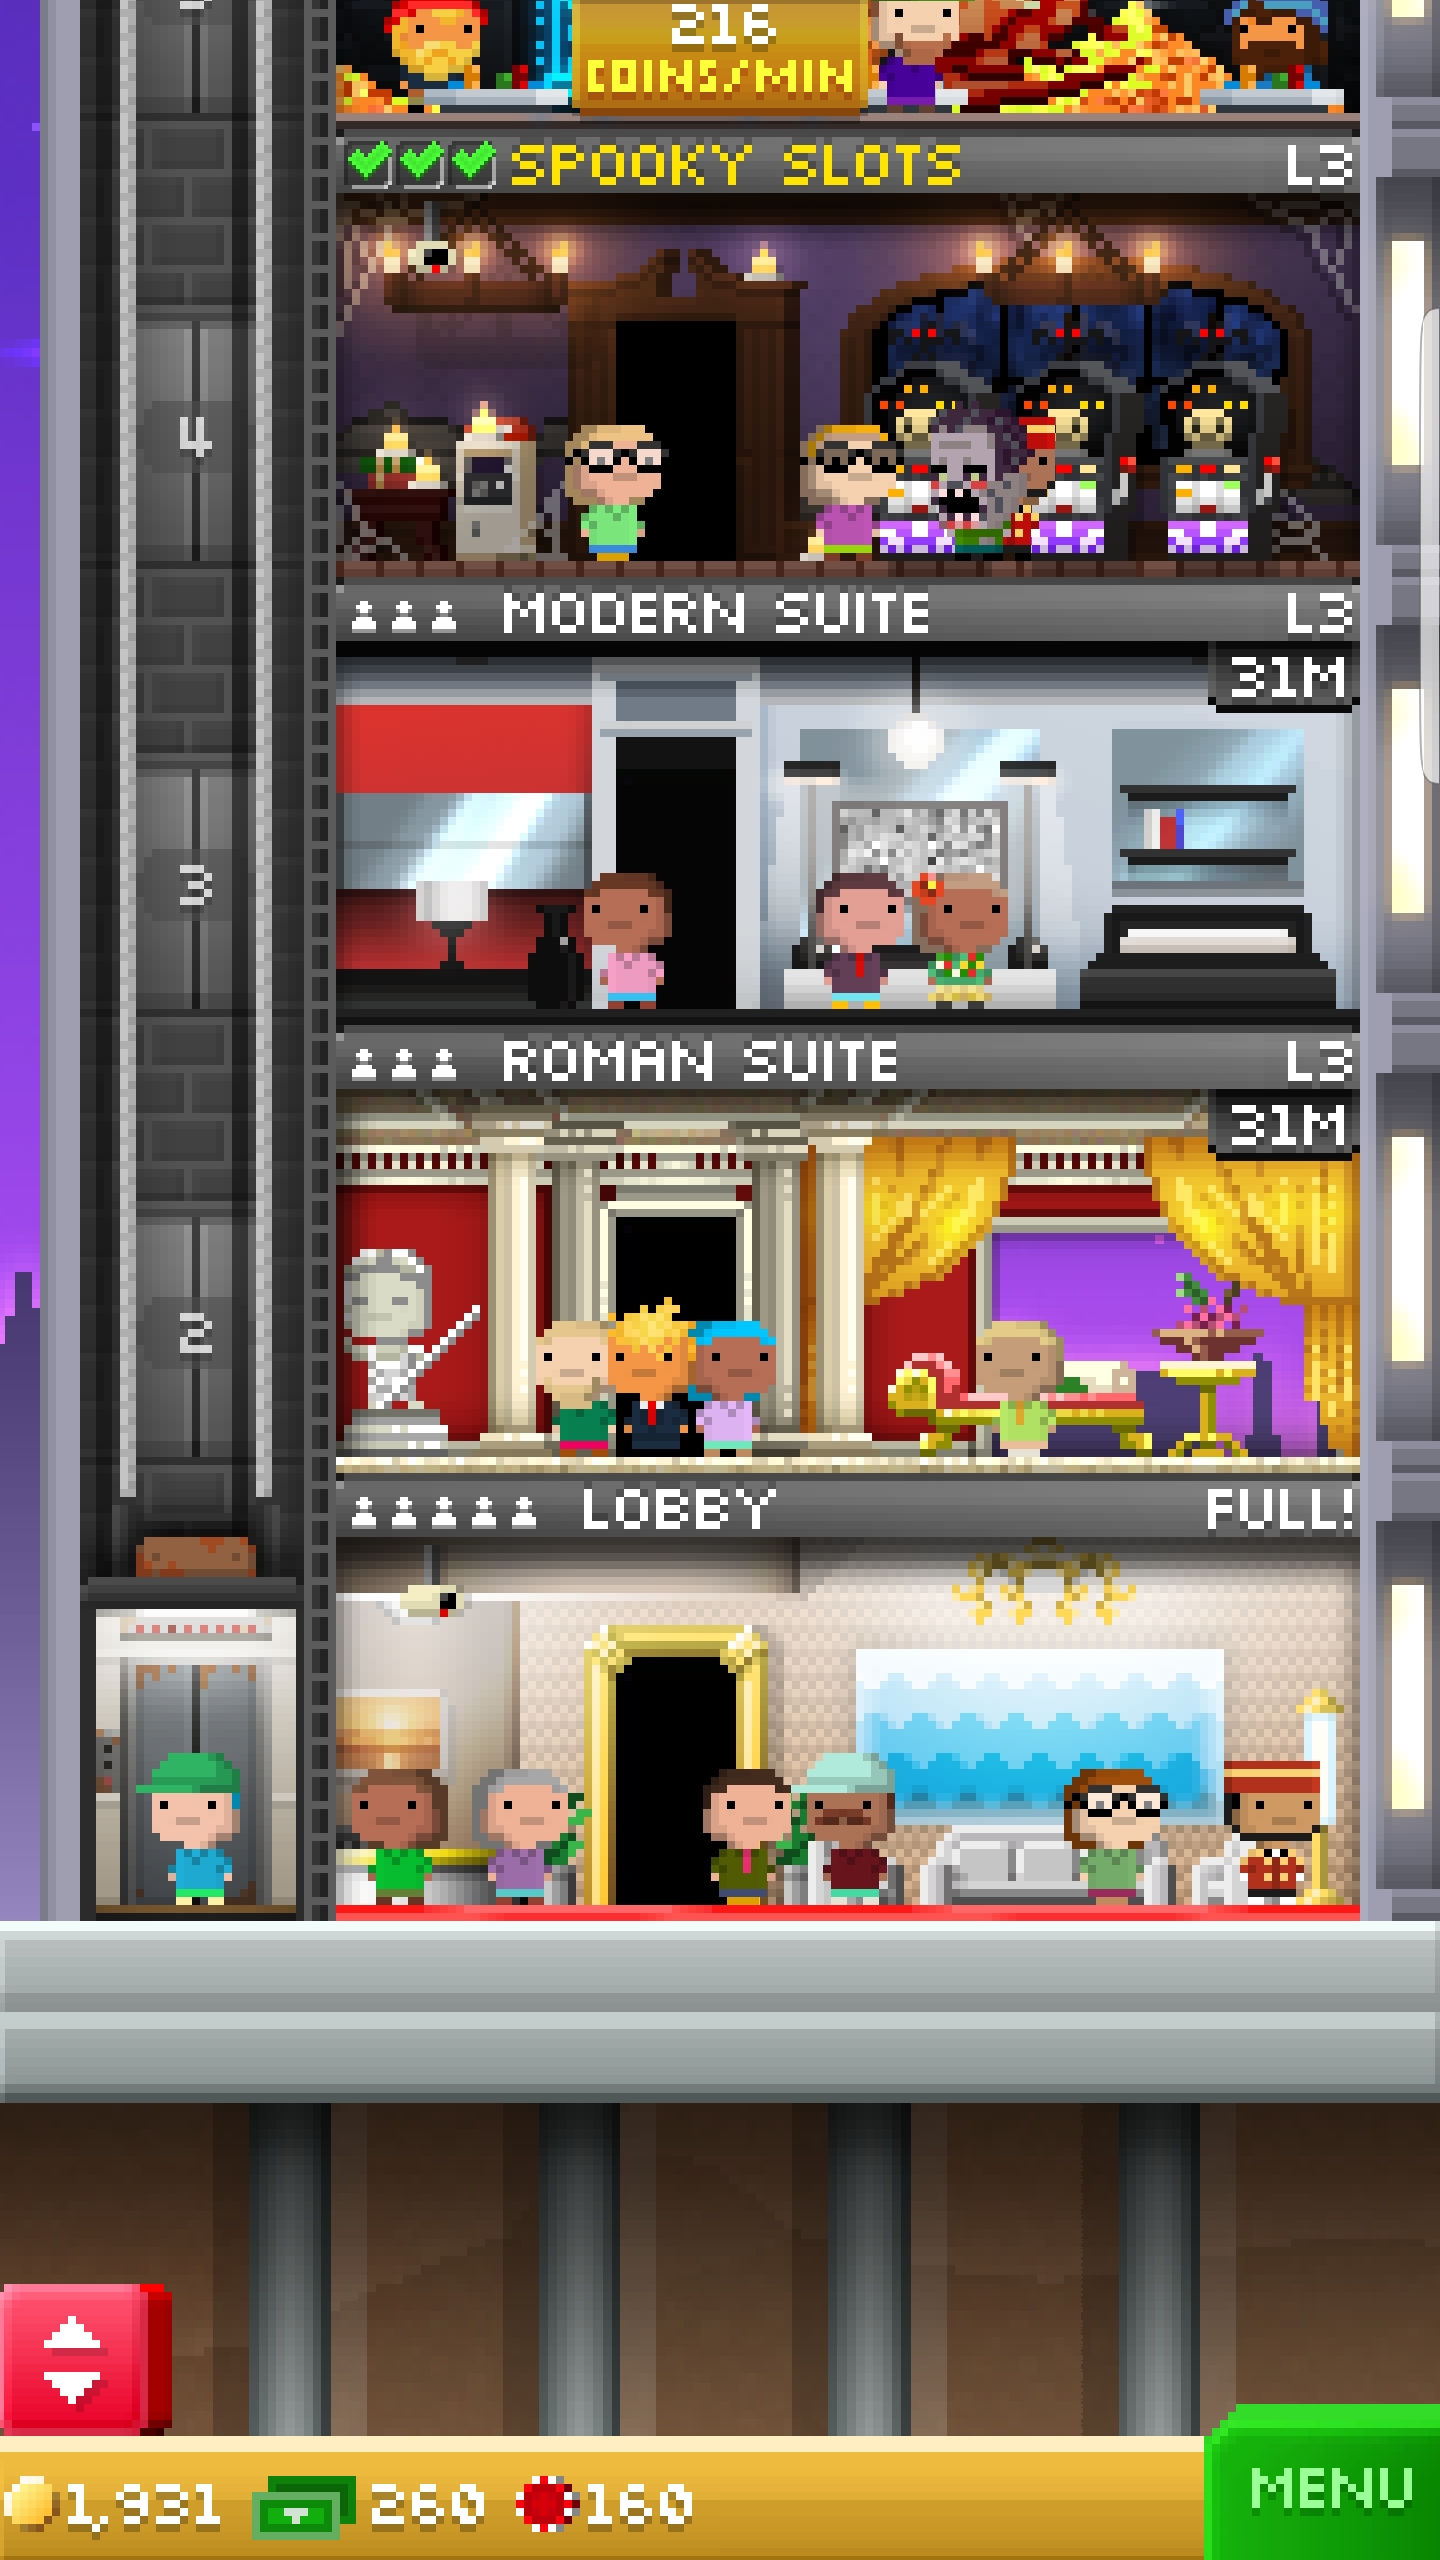 216
COINS/MIN
SPOOKY SLOTS L3
4
MODERN SUITE L3
31M
3
ROMAN SUITE L3
31M
2
LOBBY FULL!
1,931 260 160
MENU